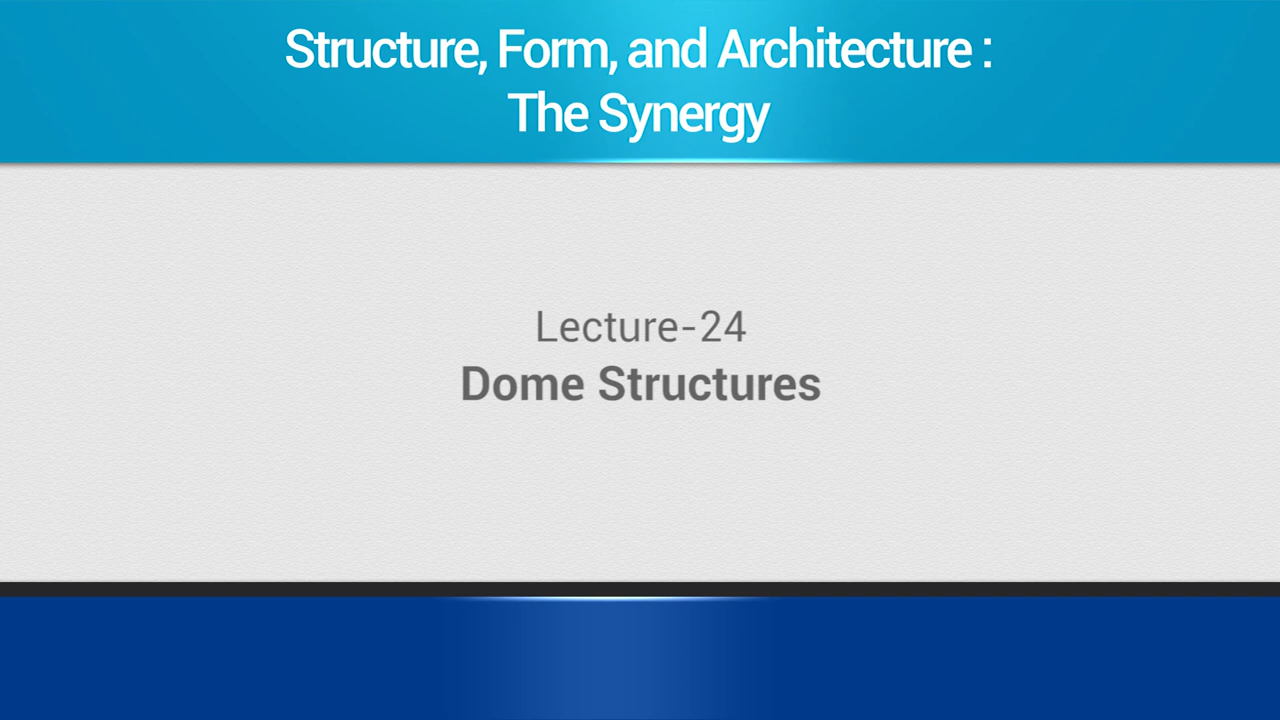 Structure, Form, and Architecture :
The Synergy
Lecture-24
Dome Structures